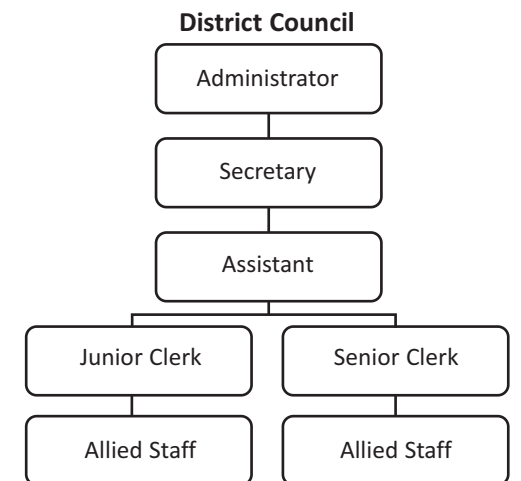 District Council
Administrator
Secretary
Assistant
Junior Clerk
Senior Clerk
Allied Staff
Allied Staff